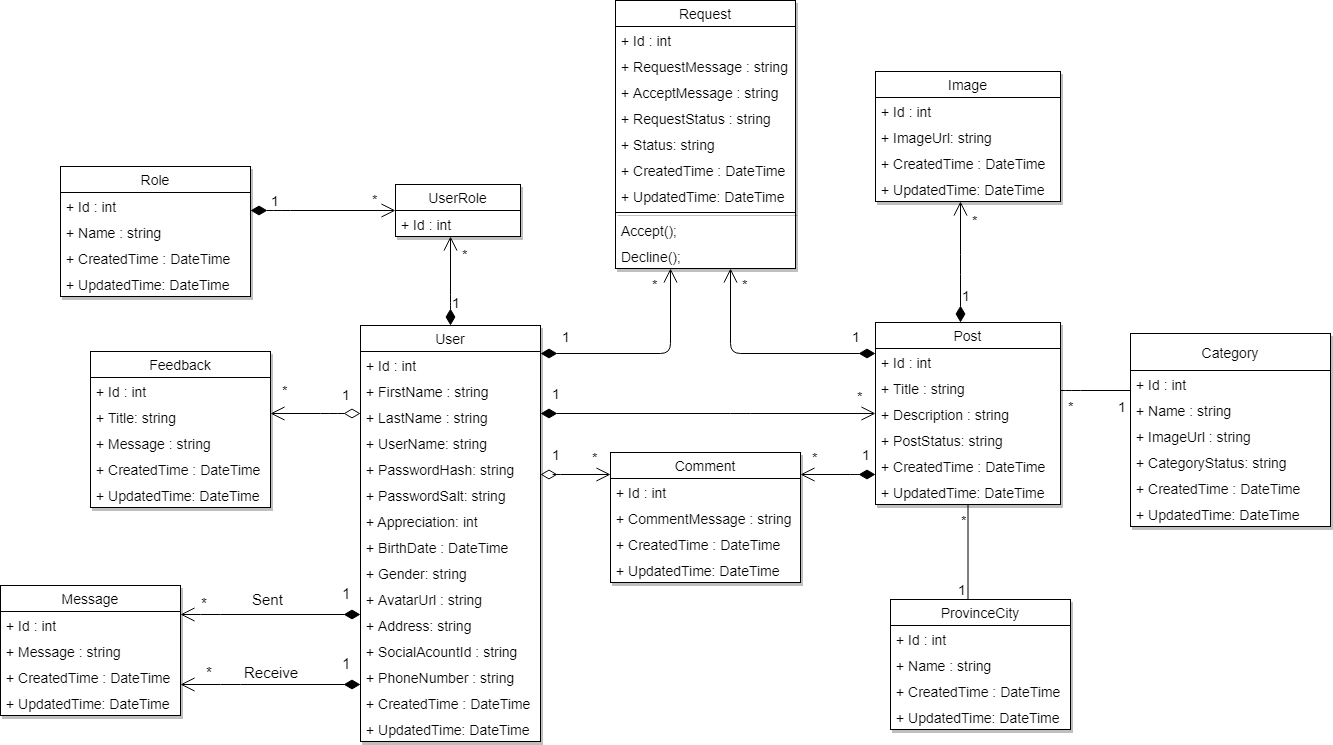 Request
+ Id : int
+ RequestMessage : string
+ AcceptMessage : string
+ RequestStatus : string
+ Status: string
+ CreatedTime : DateTime
+ UpdatedTime: DateTime
Accept();
Decline();
* *
Image
+ Id : int
+ ImageUrl: string
+ CreatedTime : DateTime
+ UpdatedTime: DateTime
*
1
Role
+ Id : int
+ Name : string
+ CreatedTime : DateTime
+ UpdatedTime: DateTime
1 *
UserRole
+ Id : int
*
1
User
+ Id : int
+ FirstName : string
+ LastName : string
+ UserName: string
+ PasswordHash: string
+ PasswordSalt: string
+ Appreciation: int
+ BirthDate : DateTime
+ Gender: string
+ AvatarUrl : string
+ Address: string
+ SocialAcountId : string
+ PhoneNumber : string
+ CreatedTime : DateTime
+ UpdatedTime: DateTime
1 1
1 *
1 * * 1
Feedback
+ Id : int
+ Title: string
+ Message : string
+ CreatedTime : DateTime
+ UpdatedTime: DateTime
* 1
Post
+ Id : int
+ Title : string
+ Description : string
+ PostStatus: string
+ CreatedTime : DateTime
+ UpdatedTime: DateTime
* 1
Category
+ Id : int
+ Name : string
+ ImageUrl : string
+ CategoryStatus: string
+ CreatedTime : DateTime
+ UpdatedTime: DateTime
Comment
+ Id : int
+ CommentMessage : string
+ CreatedTime : DateTime
+ UpdatedTime: DateTime
*
1
Message
+ Id : int
+ Message : string
+ CreatedTime : DateTime
+ UpdatedTime: DateTime
* Sent 1
* Receive 1
ProvinceCity
+ Id : int
+ Name : string
+ CreatedTime : DateTime
+ UpdatedTime: DateTime